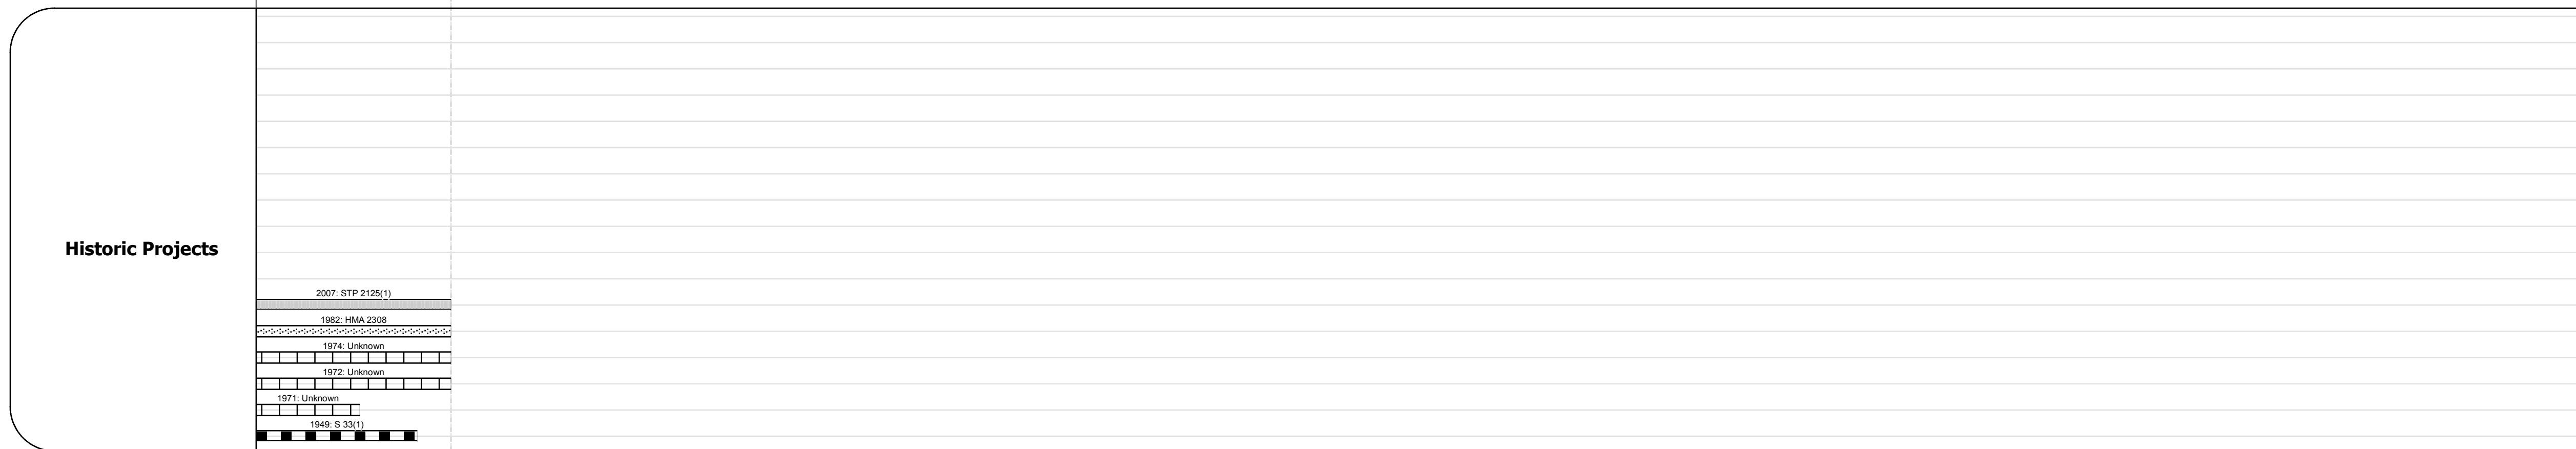 Historic Projects
2007: STP 2125(1)
1982: HMA 2308
1974: Unknown
1972: Unknown
1971: Unknown
1949: S 33(1)